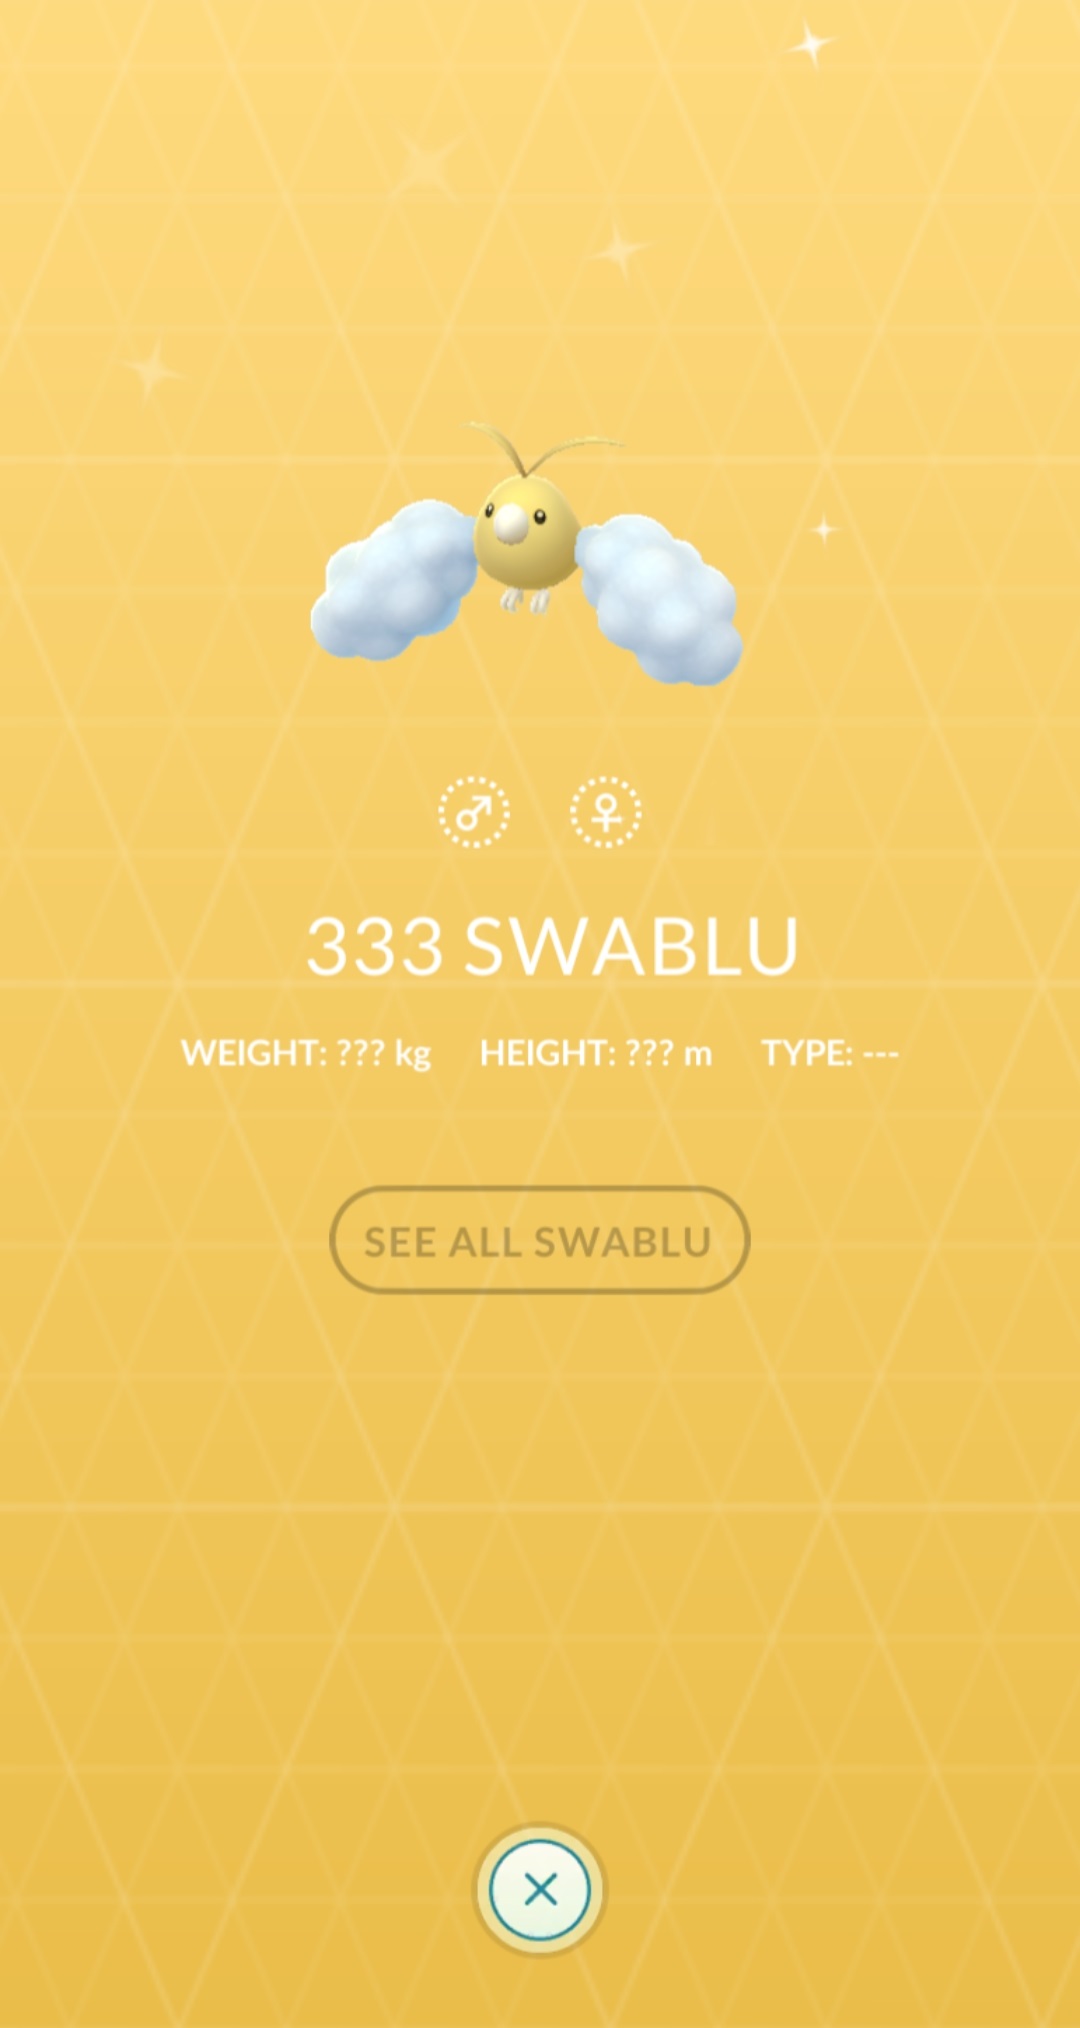 333 SWABLU
WEIGHT: ??? kg HEIGHT: ??? m TYPE: ---
SEE ALL SWABLU